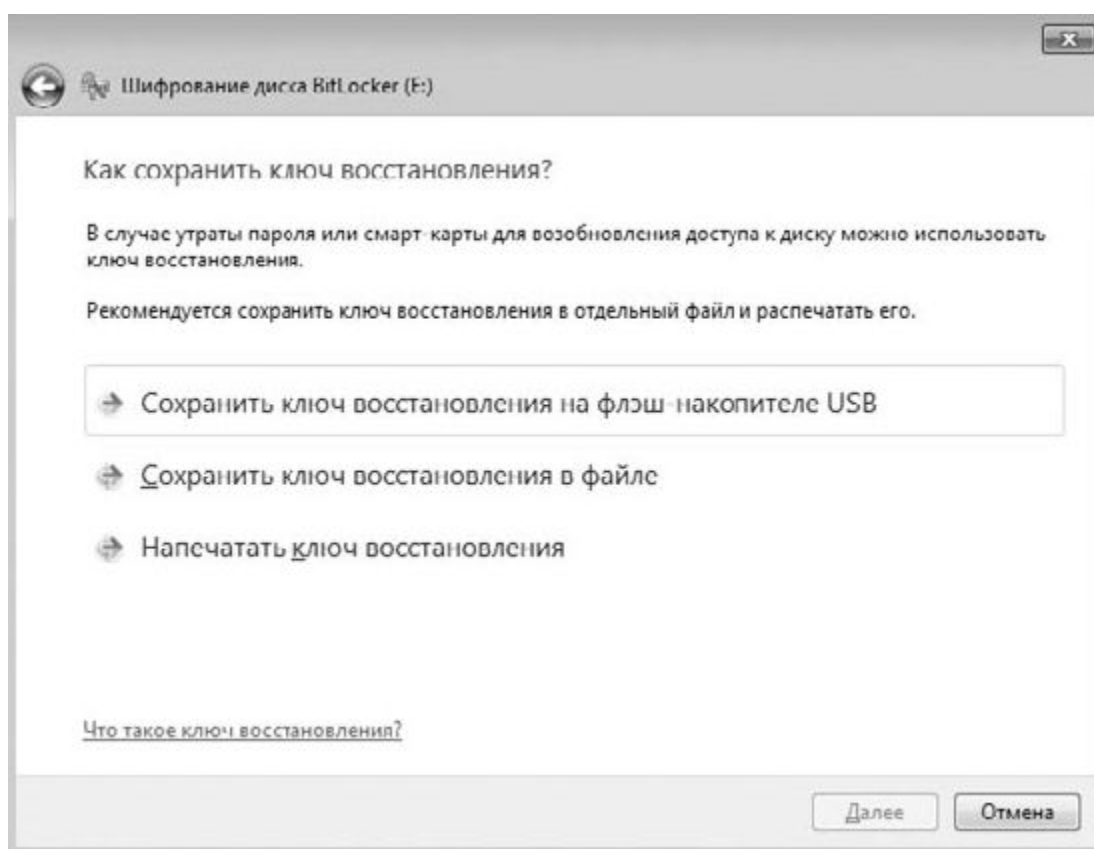 Шифрование диска BitLocker (E:)
Как сохранить ключ восстановления?
В случае утраты пароля или смарт-карты для возобновления доступа к диску можно использовать
ключ восстановления.
Рекомендуется сохранить ключ восстановления в отдельный файл и распечатать его.
Сохранить ключ восстановления на флэш-накопителе USB
Сохранить ключ восстановления в файле
Напечатать ключ восстановления
Что такое ключ восстановления?
Далее
Отмена